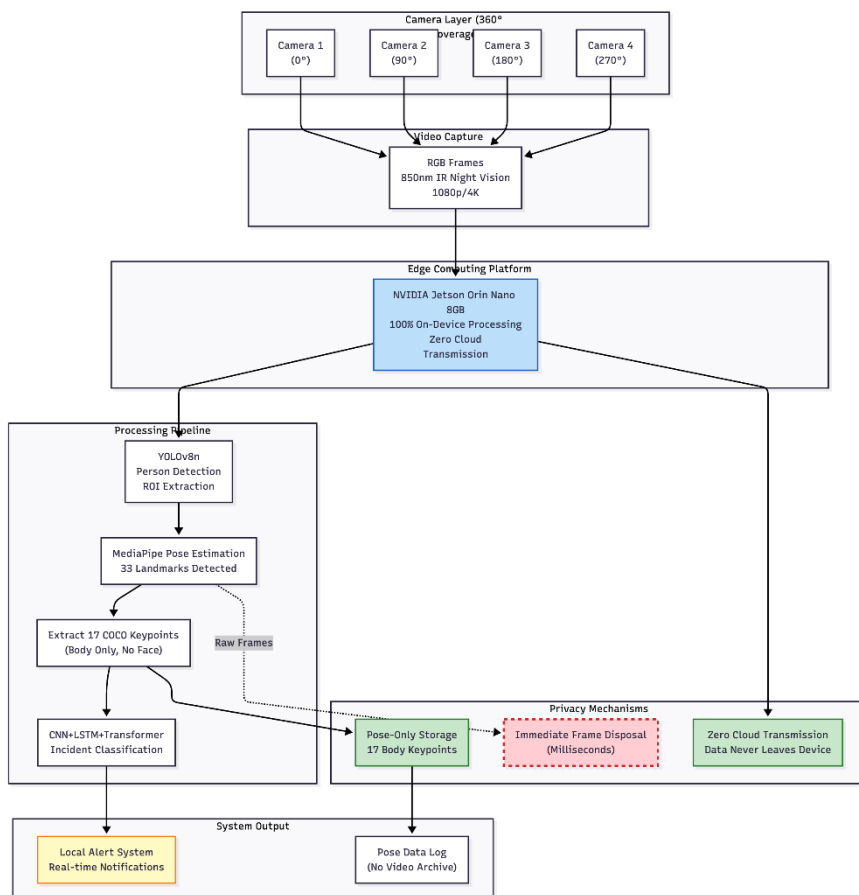 Camera Layer (360°
overage
Camera 1
(0°)
Camera 2
(90°)
Camera 3
(180°)
Camera 4
(270°)
Video Capture
RGB Frames
850nm IR Night Vision
1080p/4K
Edge Computing Platform
NVIDIA Jetson Orin Nano
8GB
100% On-Device Processing
Zero Cloud
Transmission
Processing Pipeline
YOLOv8n
Person Detection
ROI Extraction
MediaPipe Pose Estimation
33 Landmarks Detected
Extract 17 COCO Keypoints
(Body Only, No Face)
Raw Frames
CNN+LSTM+Transformer
Incident Classification
Privacy Mechanisms
Pose-Only Storage
17 Body Keypoints
Immediate Frame Disposal
(Milliseconds)
Zero Cloud Transmission
Data Never Leaves Device
System Output
Local Alert System
Real-time Notifications
Pose Data Log
(No Video Archive)